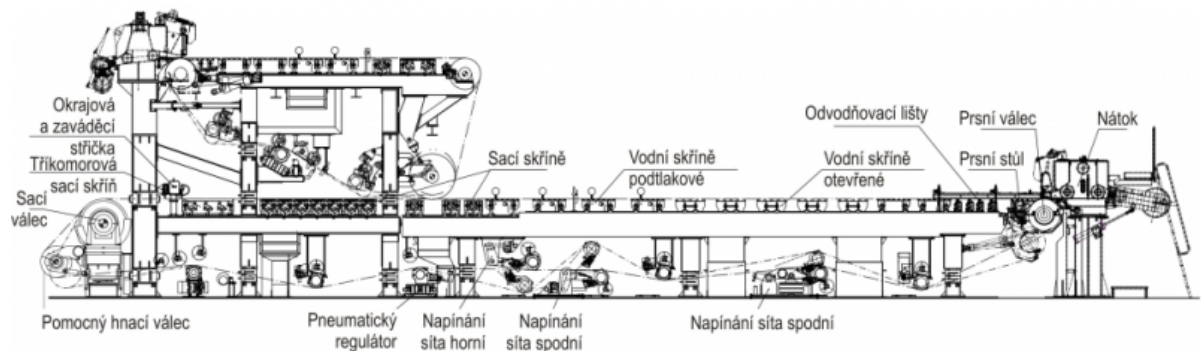 Okrajová
a zaváděcí
střička
Tříkomorová
sací skříň
Sací
válec
Sací skříně
Vodní skříně
podtlakové
Vodní skříně
otevřené
Odvodňovací lišty
Prsní válec
Prsní stůl
Nátok
Pomocný hnací válec
Pneumatický
regulátor
Napínání
síta horní
Napínání
síta spodní
Napínání síta spodní